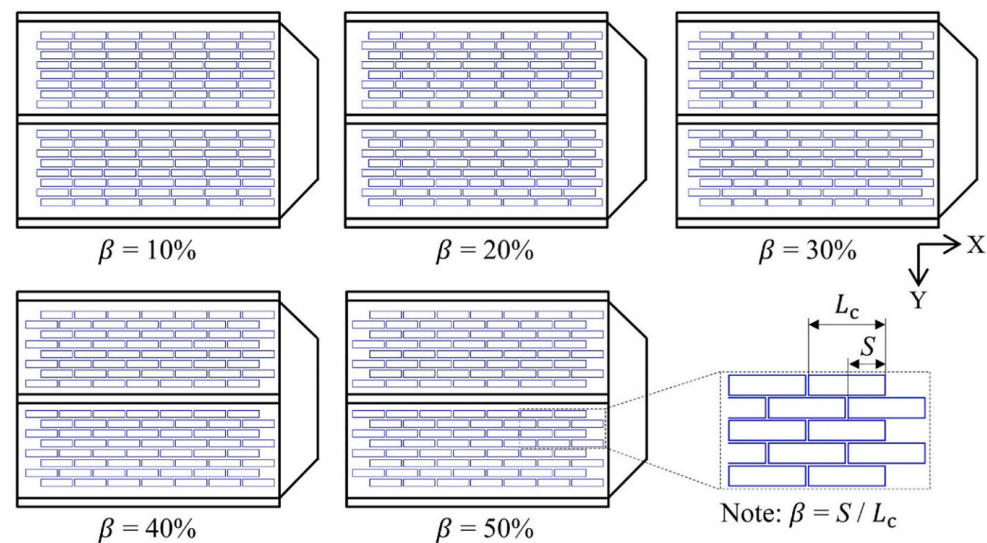 β = 10%
β = 20%
β = 30%
X
Y
L_c
S
β = 40%
β = 50%
Note: β = S / L_c